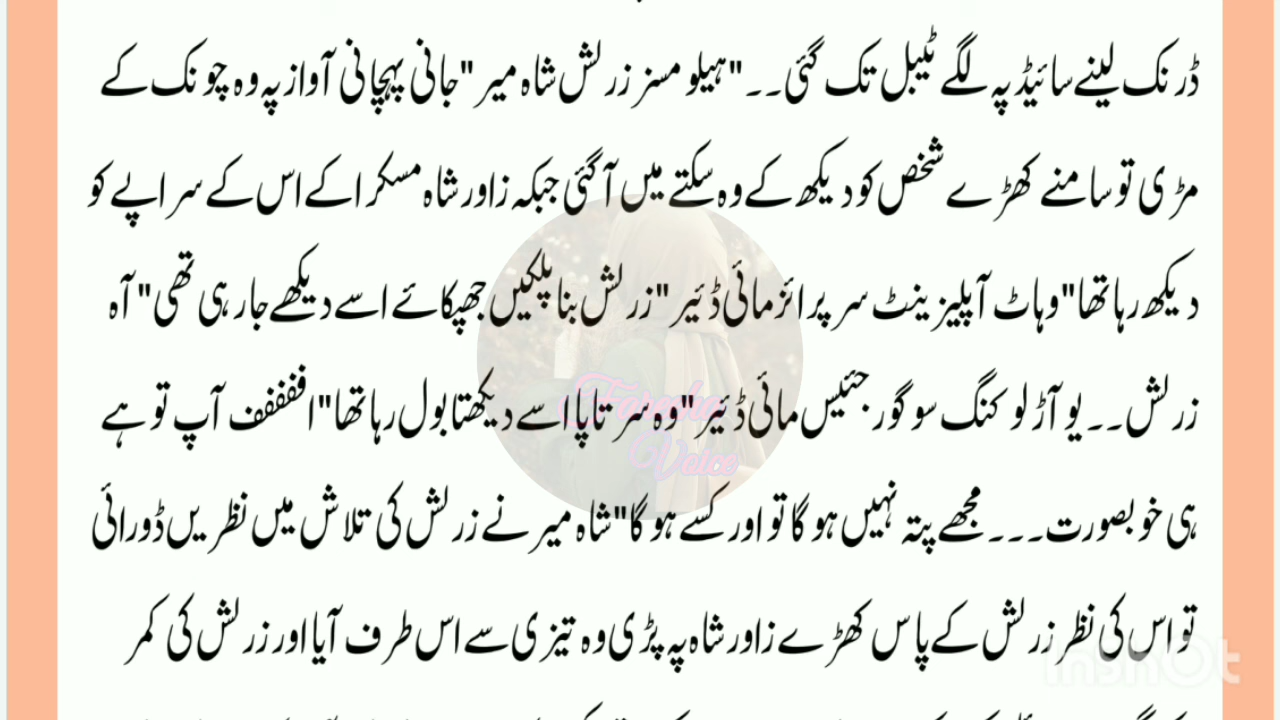 ڈرنک لینے سائیڈ پہ لگے ٹیبل تک گئی۔۔"ہیلو مسز زرلش شاہ میر "جانی پہچانی آواز پہ وہ چونک کے
مڑی تو سامنے کھڑے شخص کو دیکھ کے وہ سکتے میں آگئی جبکہ زاور شاہ مسکرا کے اس کے سراپے کو
دیکھ رہا تھا"وہاٹ آ پلیزینٹ سرپرائز مائی ڈئیر "زرلش بنا پلکیں جھپکائے اسے دیکھے جا رہی تھی" آہ
زرلش۔۔یو آڑ لوکنگ سو گورجئیس مائی ڈئیر"وہ سر تا پا اسے دیکھتا بول رہا تھا"اففففف آپ تو ہے
ہی خوبصورت۔۔۔مجھے پتہ نہیں ہو گا تو اور کسے ہو گا"شاہ میر نے زرلش کی تلاش میں نظریں ڈورائی
تو اس کی نظر زرلش کے پاس کھڑے زاور شاہ پہ پڑی وہ تیزی سے اس طرف آیا اور زرلش کی کمر
Voice